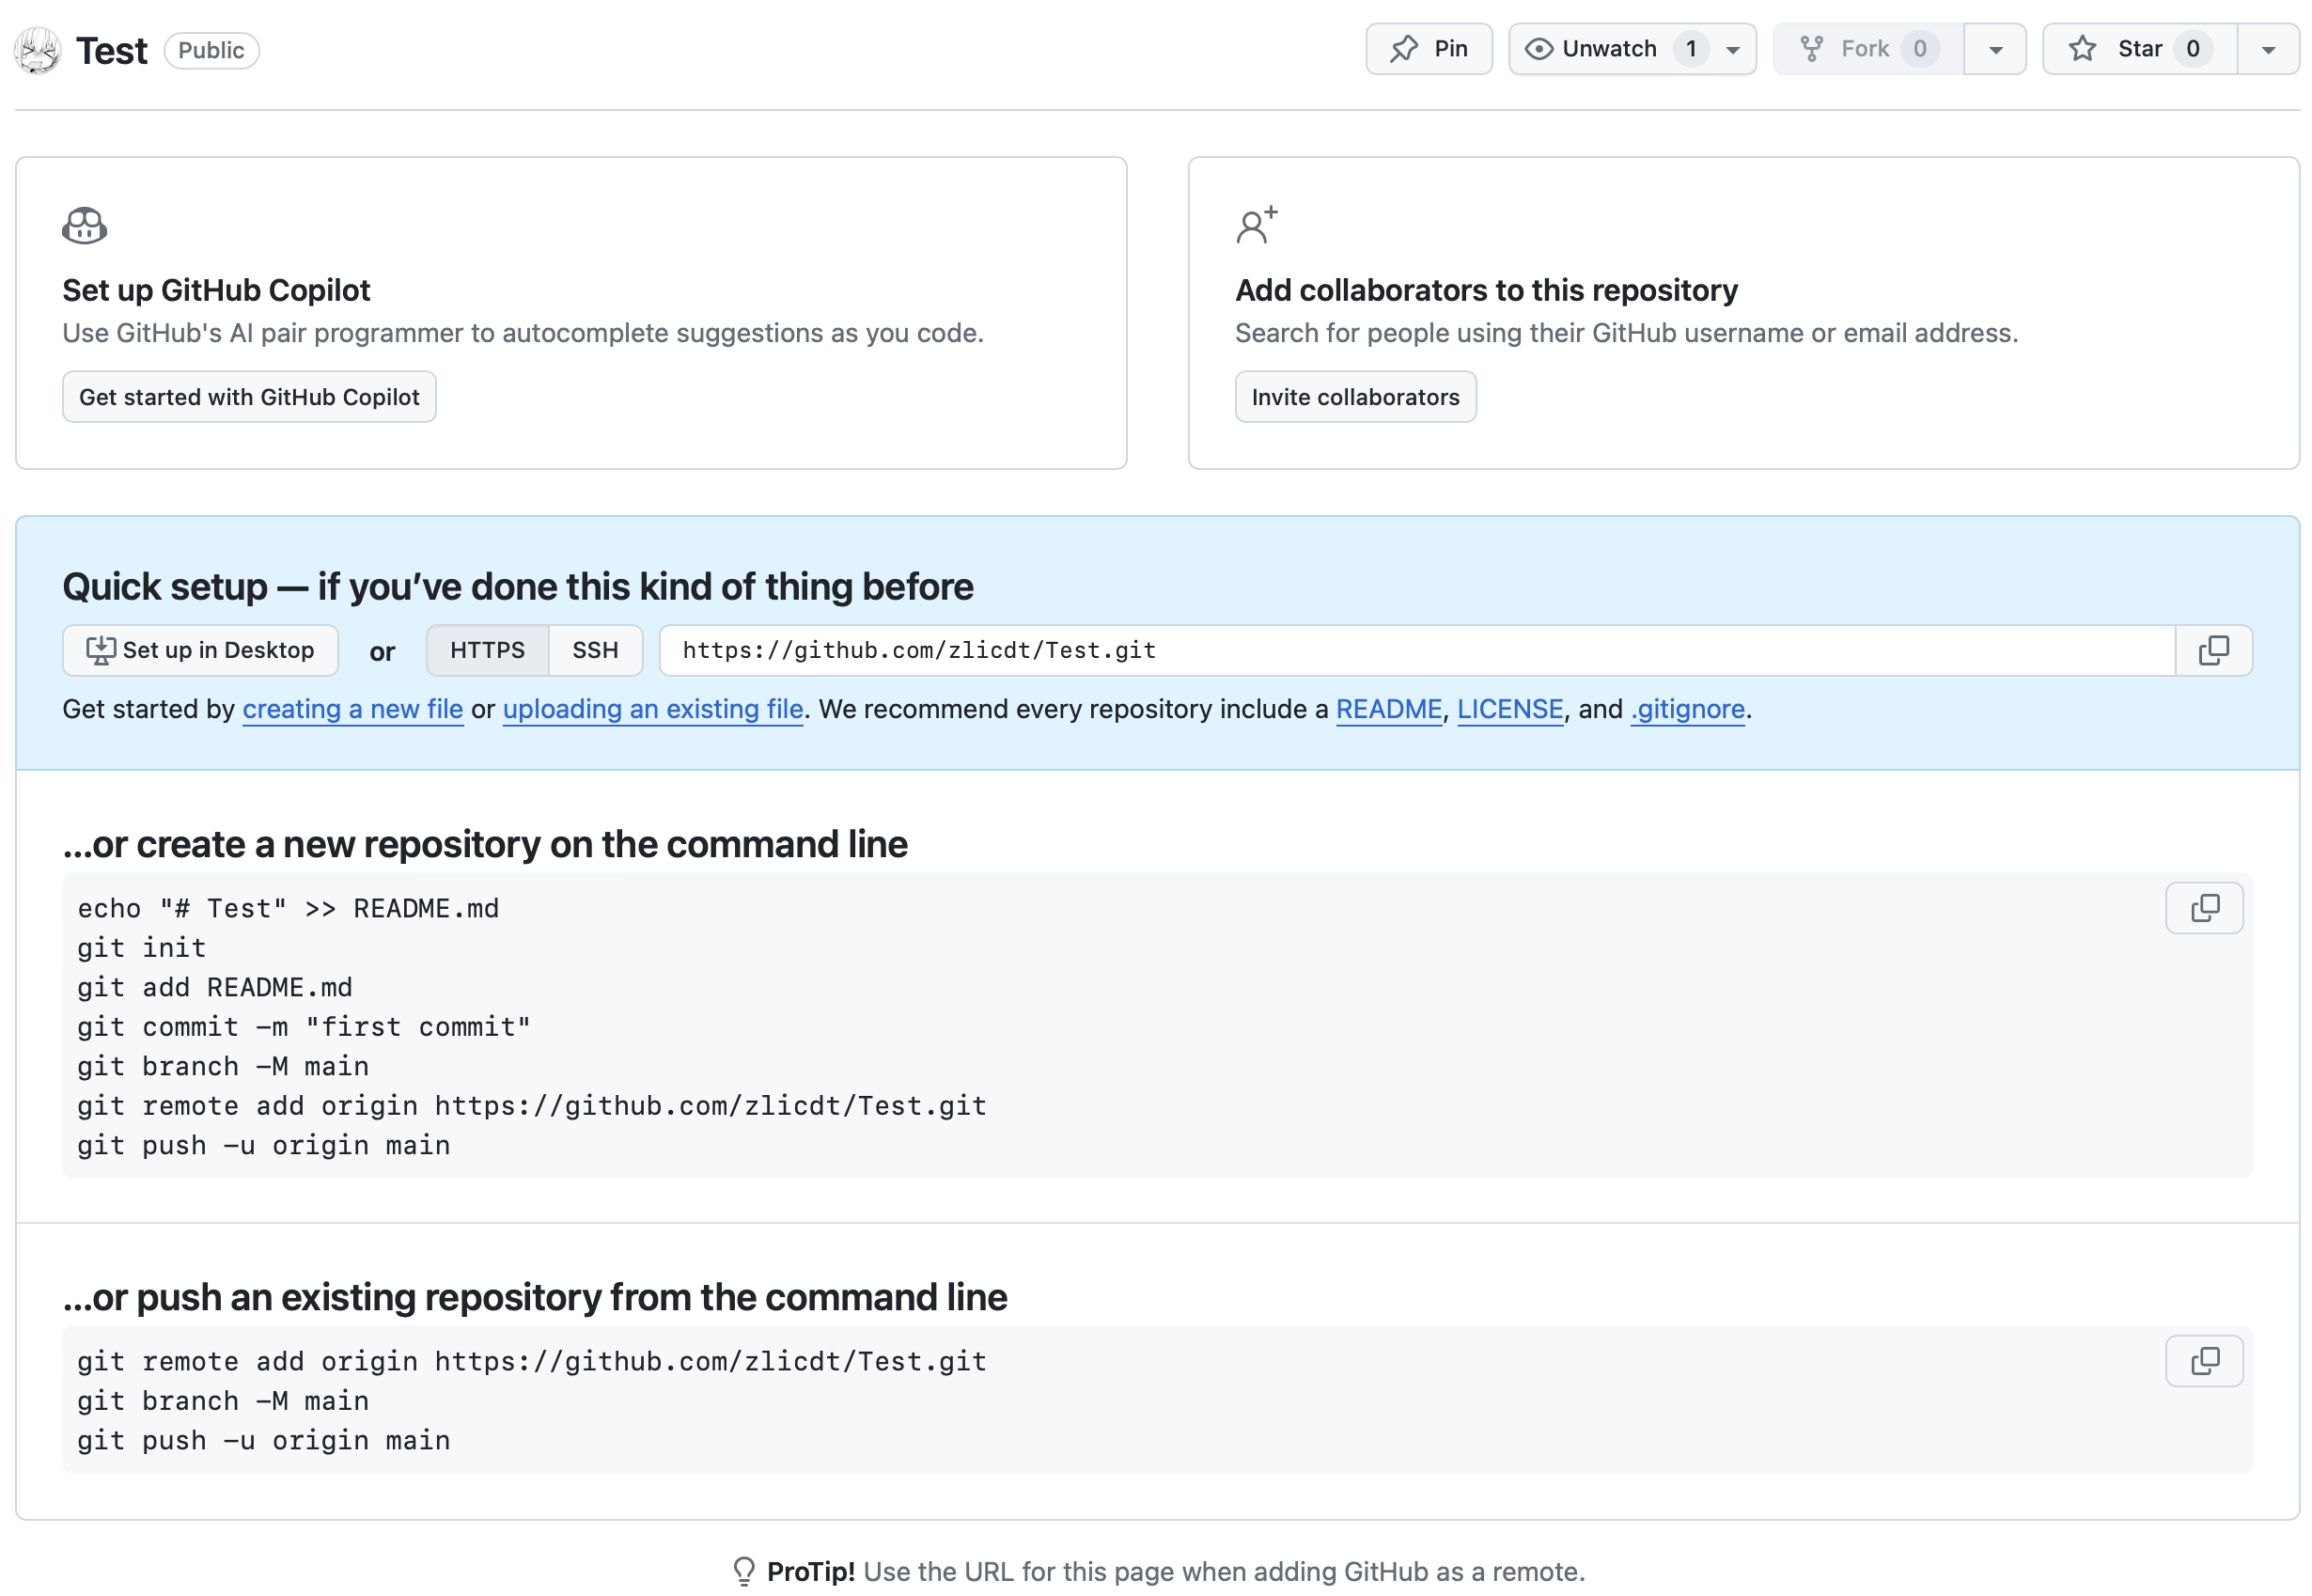 Test Public
Pin
Unwatch 1
Fork 0
Star 0
Set up GitHub Copilot
Use GitHub's AI pair programmer to autocomplete suggestions as you code.
Get started with GitHub Copilot
Add collaborators to this repository
Search for people using their GitHub username or email address.
Invite collaborators
Quick setup — if you’ve done this kind of thing before
Set up in Desktop or HTTPS SSH https://github.com/zlicdt/Test.git
Get started by creating a new file or uploading an existing file. We recommend every repository include a README, LICENSE, and .gitignore.
…or create a new repository on the command line
echo "# Test" >> README.md
git init
git add README.md
git commit -m "first commit"
git branch -M main
git remote add origin https://github.com/zlicdt/Test.git
git push -u origin main
…or push an existing repository from the command line
git remote add origin https://github.com/zlicdt/Test.git
git branch -M main
git push -u origin main
ProTip! Use the URL for this page when adding GitHub as a remote.